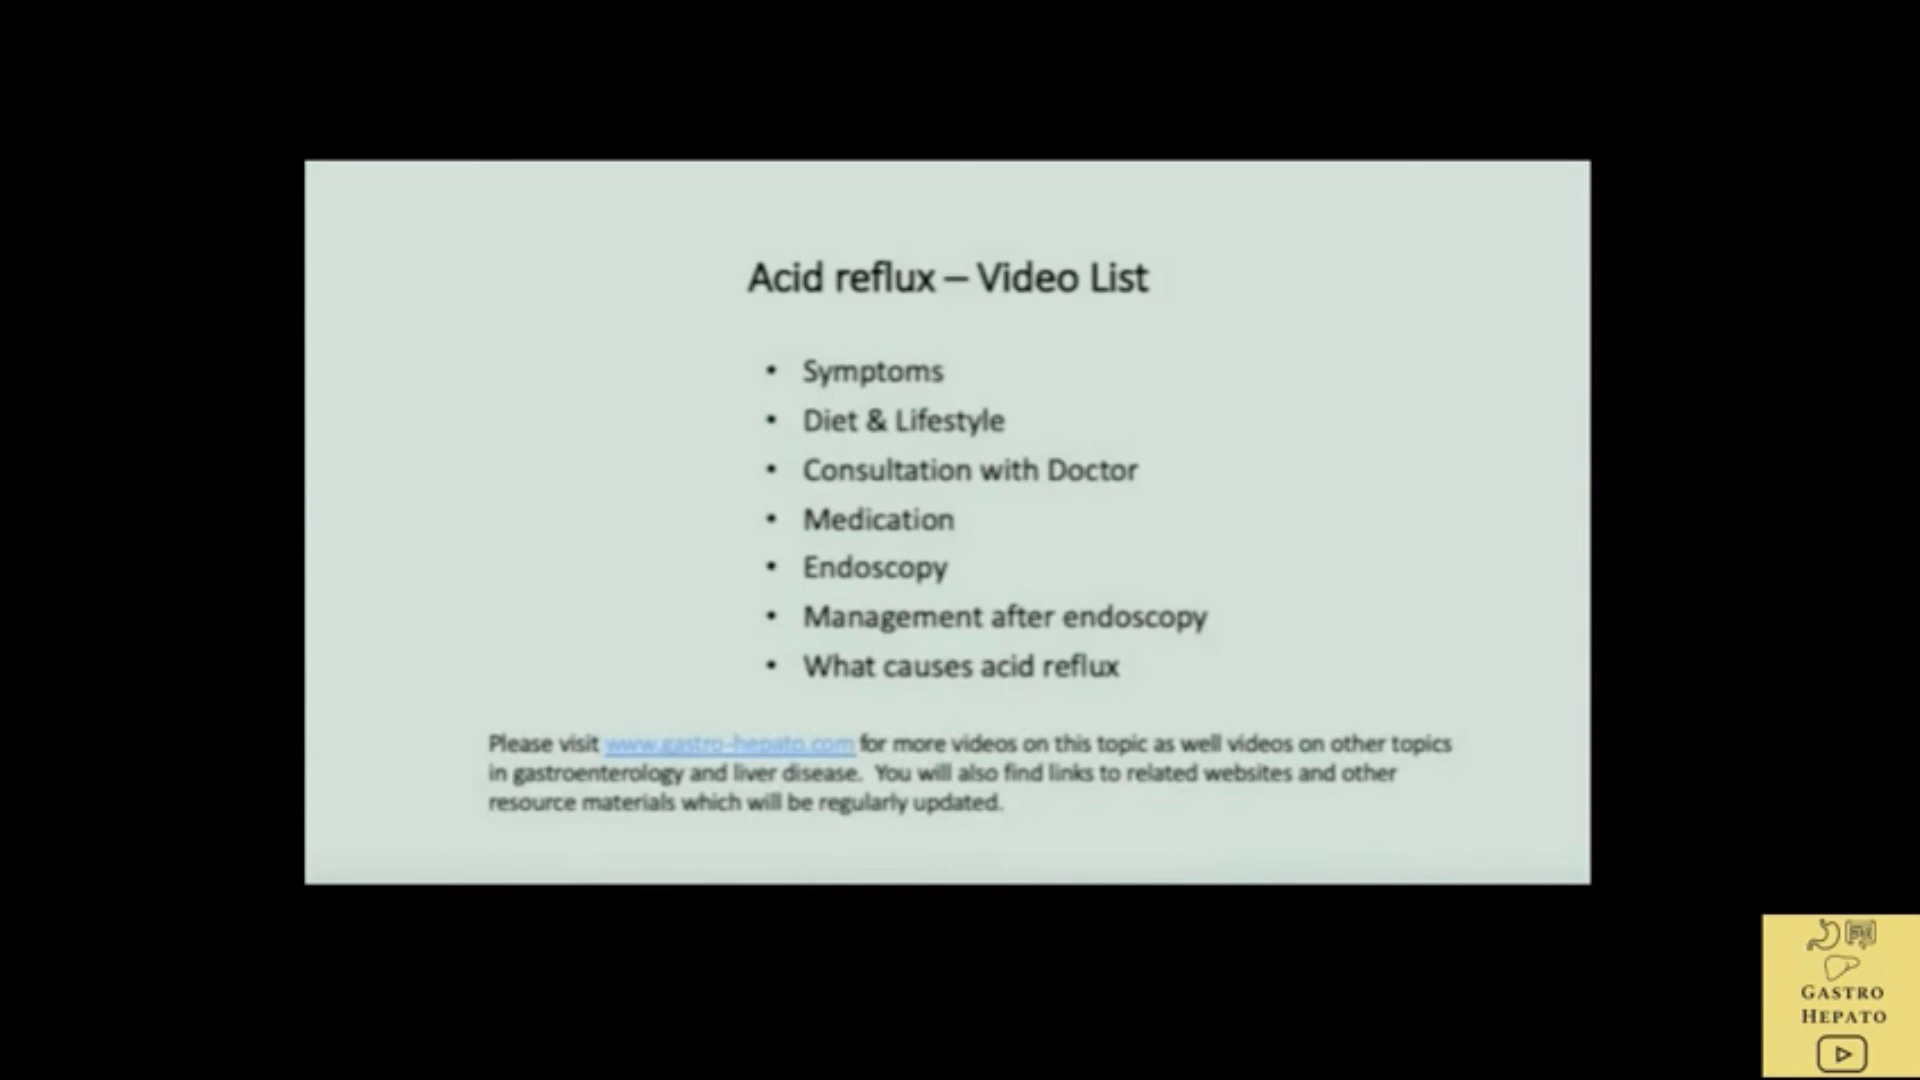 Acid reflux – Video List
• Symptoms
• Diet & Lifestyle
• Consultation with Doctor
• Medication
• Endoscopy
• Management after endoscopy
• What causes acid reflux
Please visit www.gastro-hepato.com for more videos on this topic as well videos on other topics
in gastroenterology and liver disease. You will also find links to related websites and other
resource materials which will be regularly updated.
GASTRO
HEPATO